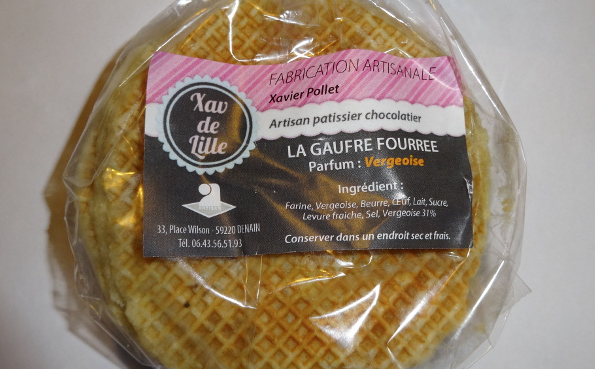 FABRICATION ARTISANALE
Xavier Pollet
Xav
de
Lille
Artisan patissier chocolatier
LA GAUFRE FOURREE
Parfum : Vergeoise
Ingrédient :
Farine, Vergeoise, Beurre, Œuf, Lait, Sucre,
Levure fraiche, Sel, Vergeoise 31%
33, Place Wilson - 59220 DENAIN
Tél. 06.43.56.51.93
Conserver dans un endroit sec et frais.